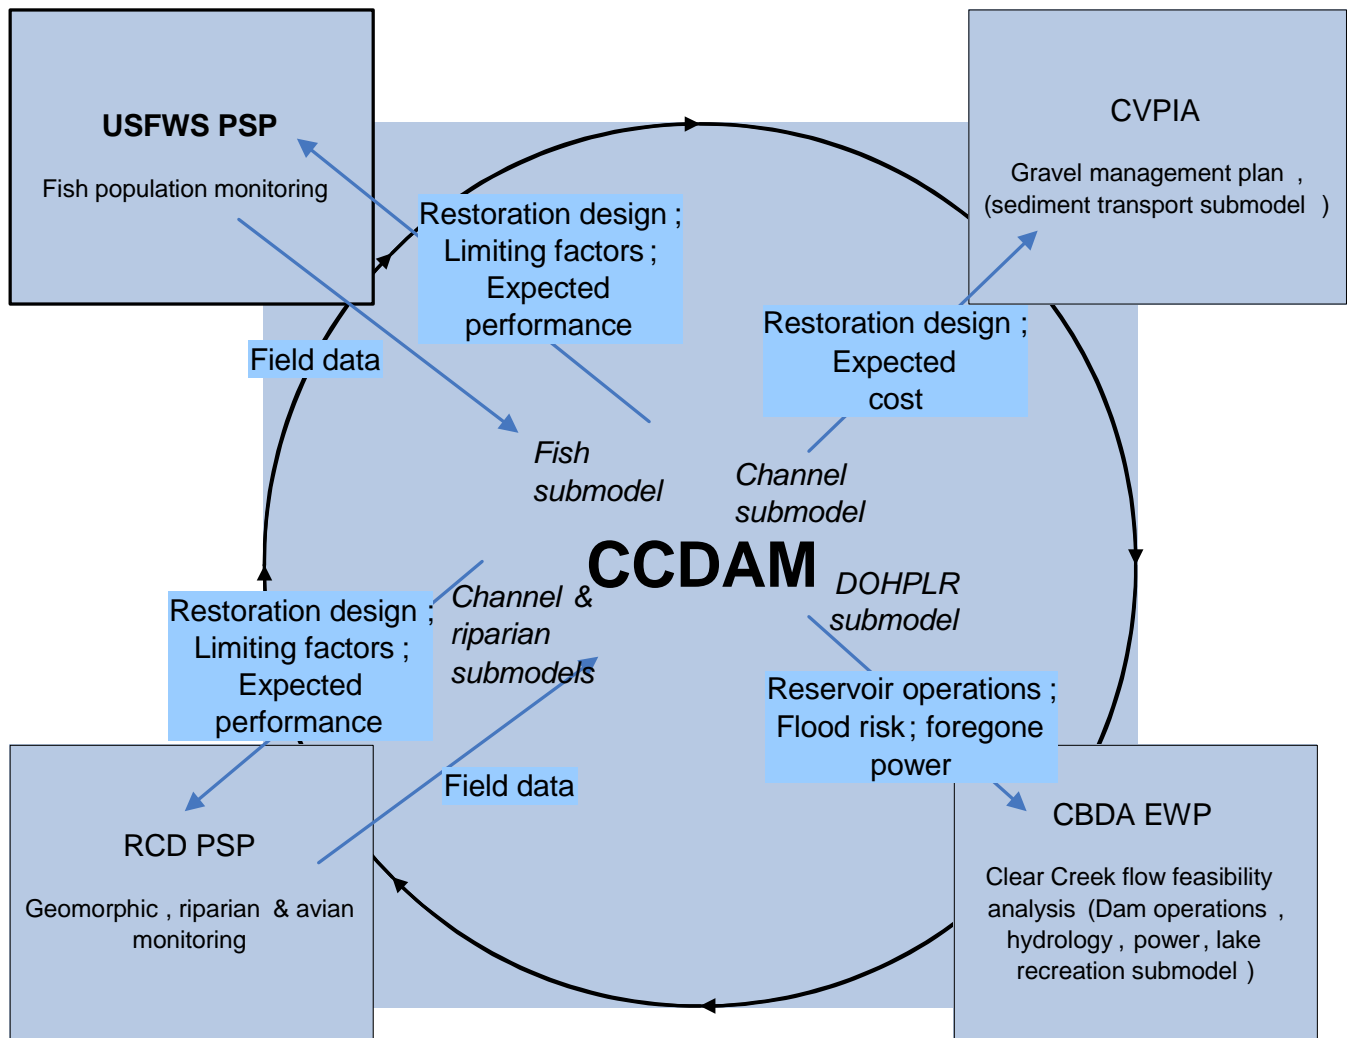 USFWS PSP
Fish population monitoring
CVPIA
Gravel management plan ,
(sediment transport submodel )
Restoration design ;
Limiting factors ;
Expected
performance
Field data
Restoration design ;
Expected
cost
Fish
submodel
Channel
submodel
CCDAM
DOHPLR
submodel
Channel &
riparian
submodels
Restoration design ;
Limiting factors ;
Expected
performance
Reservoir operations ;
Flood risk ; foregone
power
Field data
RCD PSP
Geomorphic , riparian & avian
monitoring
CBDA EWP
Clear Creek flow feasibility
analysis (Dam operations ,
hydrology , power , lake
recreation submodel )